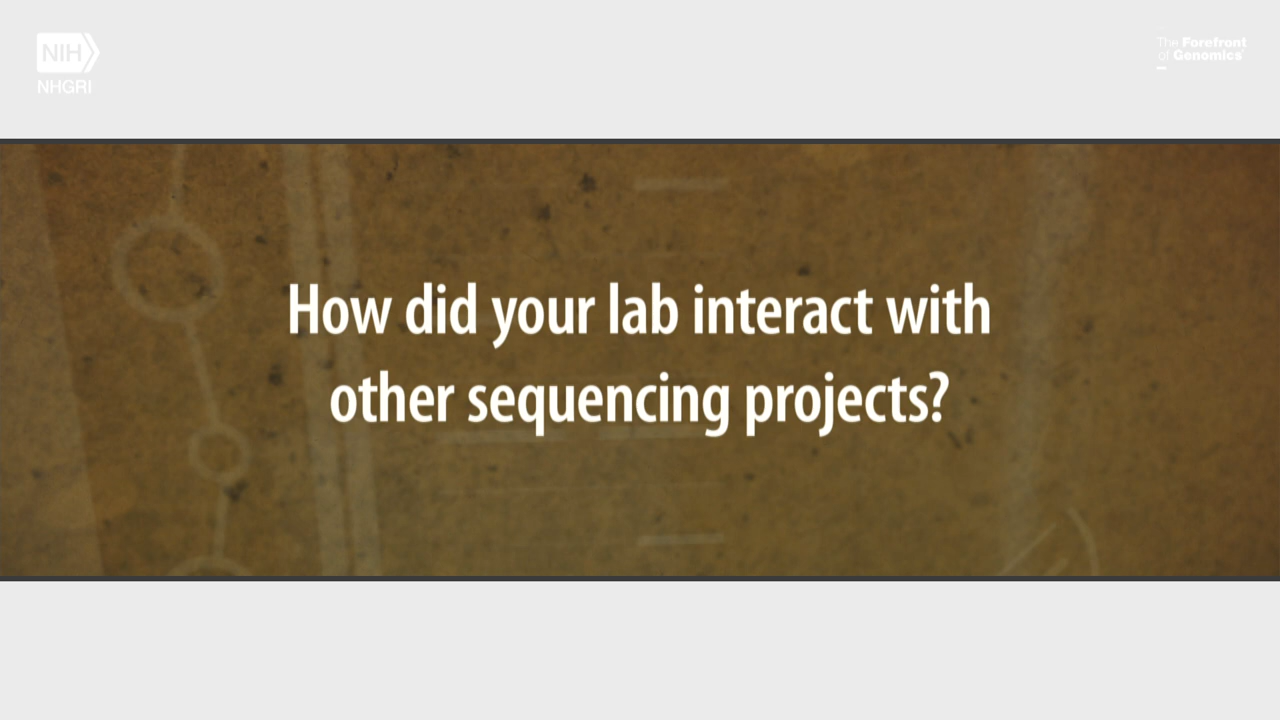 NIH
NHGRI
The Forefront
of Genomics
How did your lab interact with
other sequencing projects?